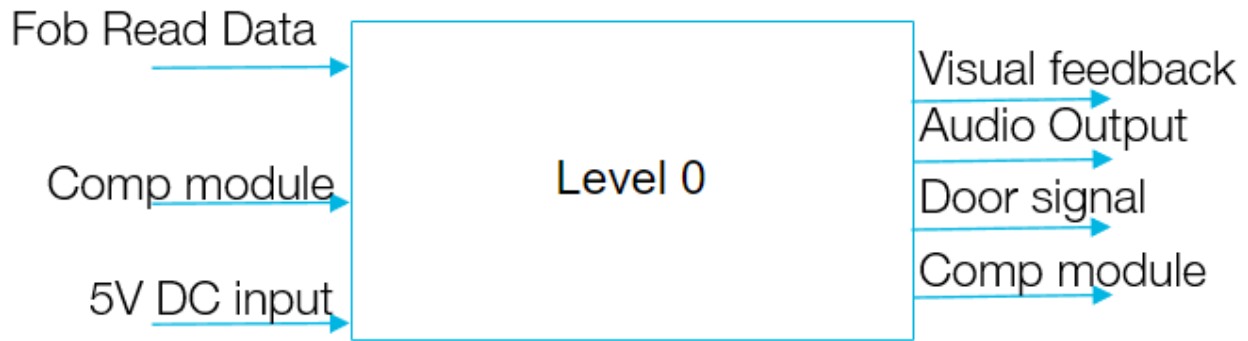 Fob Read Data
Comp module
5V DC input
Level 0
Visual feedback
Audio Output
Door signal
Comp module